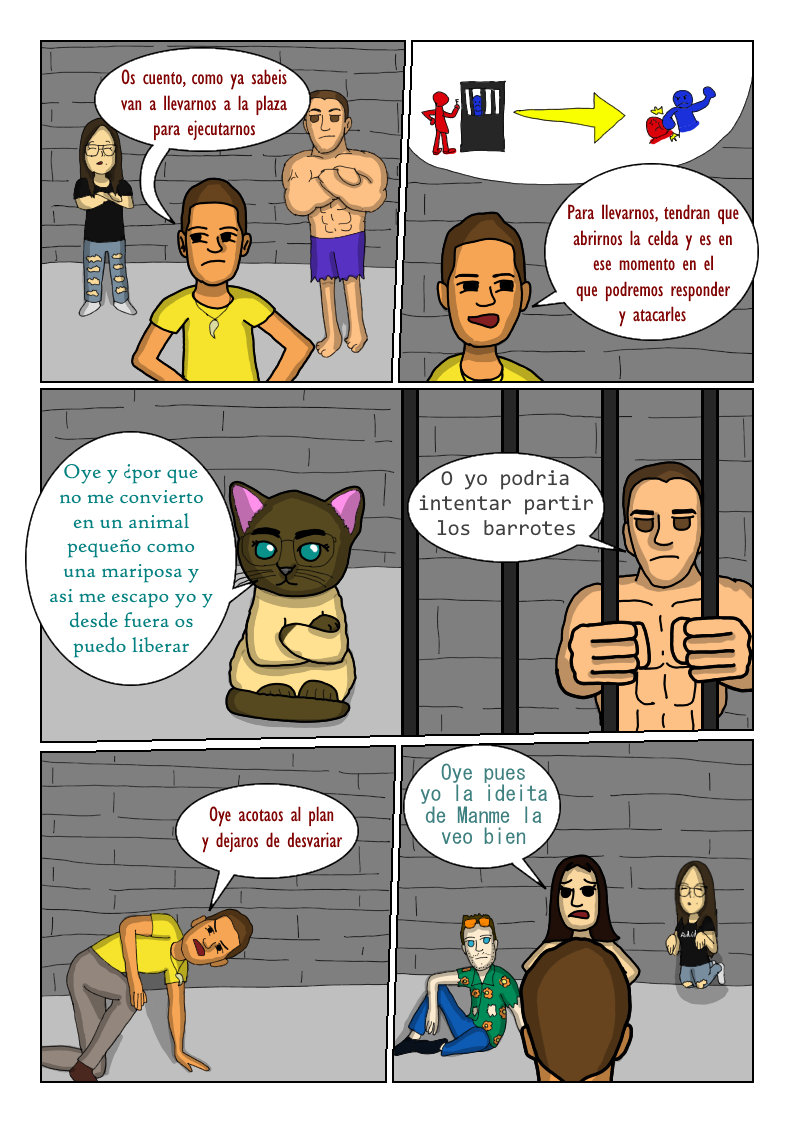 Os cuento, como ya sabeis
van a llevarnos a la plaza
para ejecutarnos
Para llevarnos, tendran que
abrirnos la celda y es en
ese momento en el
que podremos responder
y atacarles
Oye y ¿por que
no me convierto
en un animal
pequeño como
una mariposa y
asi me escapo yo y
desde fuera os
puedo liberar
O yo podria
intentar partir
los barrotes
Oye acotaos al plan
y dejaros de desvariar
Oye pues
yo la ideita
de Manme la
veo bien